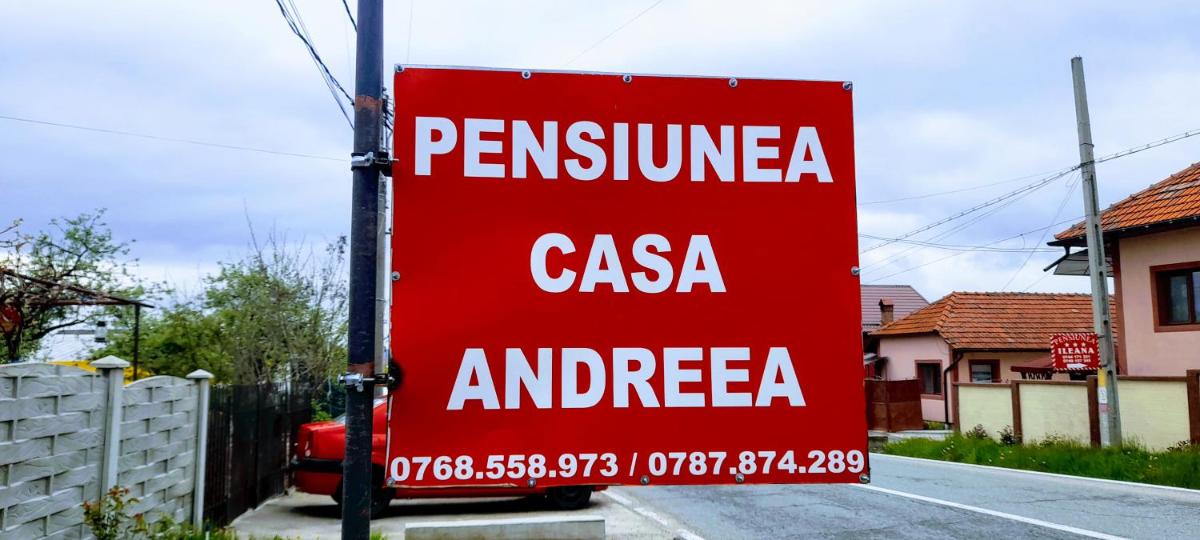 PENSIUNEA
CASA
ANDREEA
0768.558.973 / 0787.874.289
PENSIUNEA
ILEANA